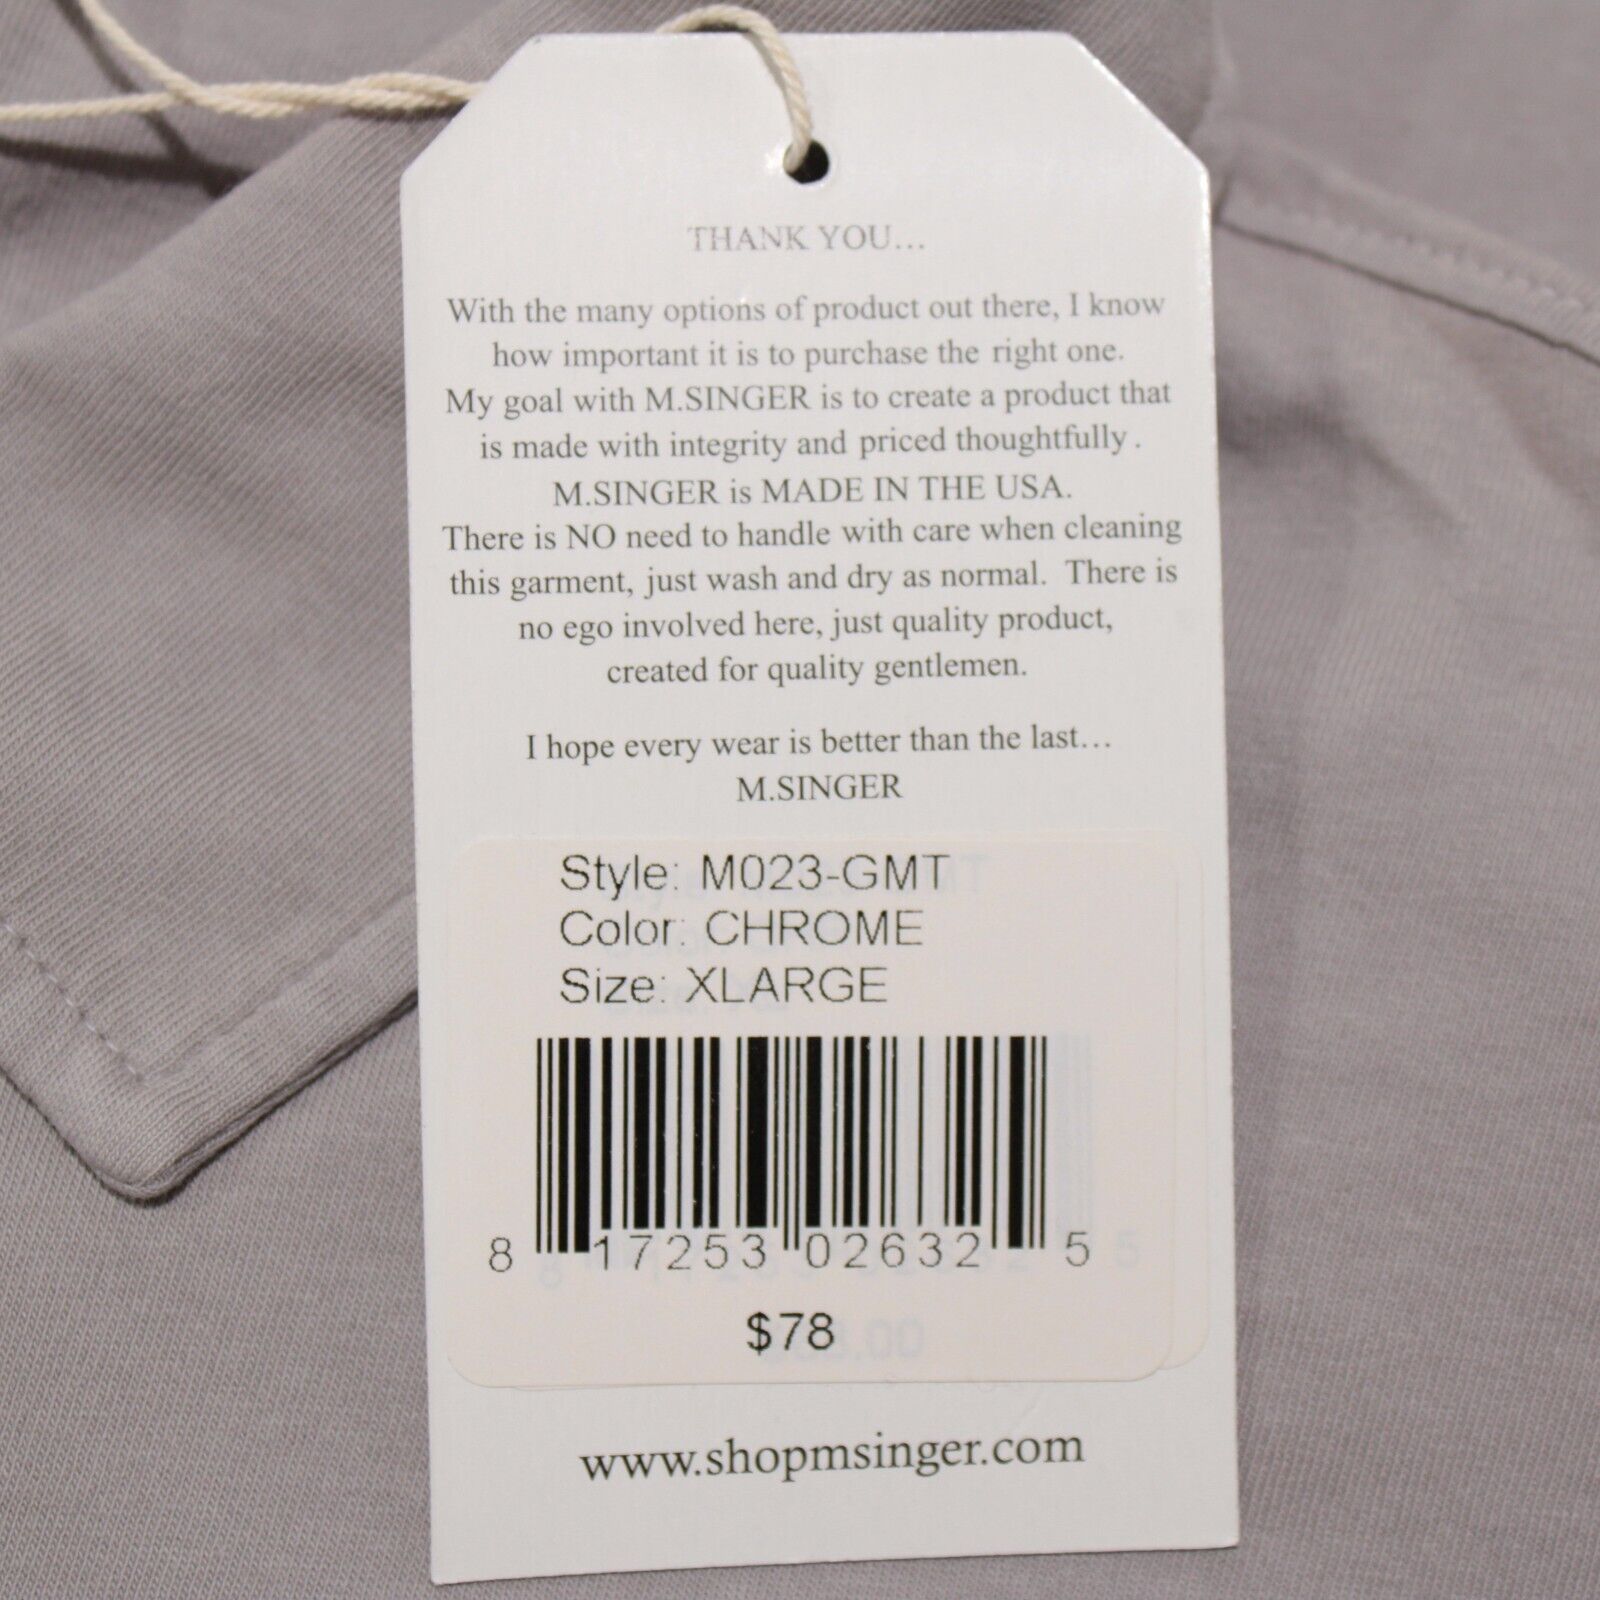 THANK YOU...
With the many options of product out there, I know
how important it is to purchase the right one.
My goal with M.SINGER is to create a product that
is made with integrity and priced thoughtfully .
M.SINGER is MADE IN THE USA.
There is NO need to handle with care when cleaning
this garment, just wash and dry as normal.  There is
no ego involved here, just quality product,
created for quality gentlemen.
I hope every wear is better than the last...
M.SINGER
Style: M023-GMT
Color: CHROME
Size: XLARGE
8 17253 02632 5
$78
www.shopmsinger.com